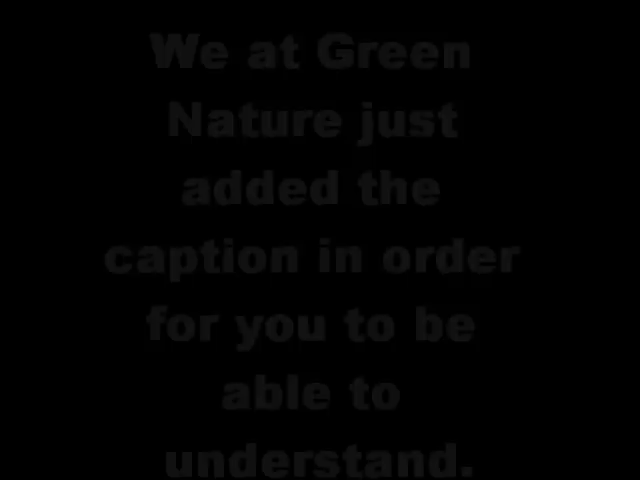 We at Green
Nature just
added the
caption in order
for you to be
able to
understand.